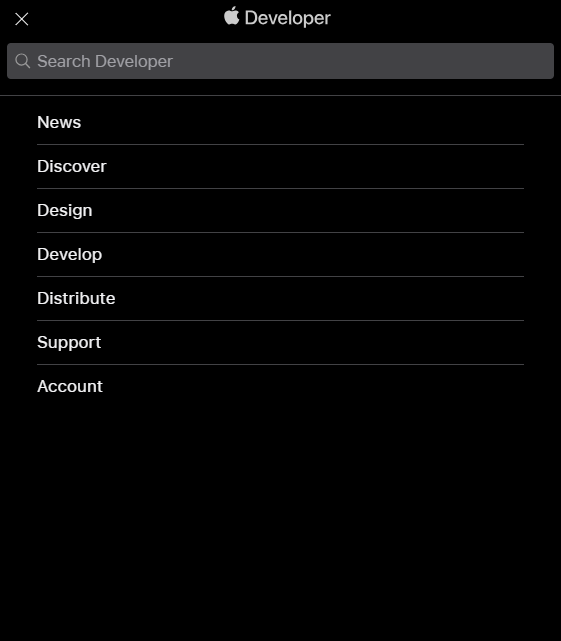 Developer
Search Developer
News
Discover
Design
Develop
Distribute
Support
Account